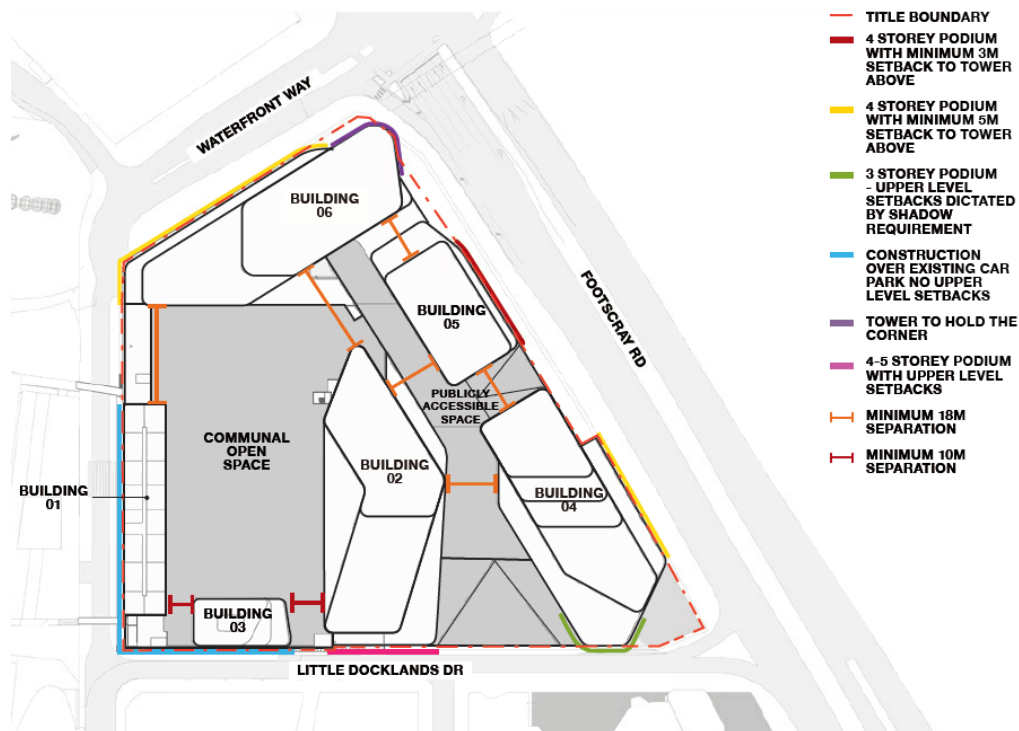 WATERFRONT WAY
BUILDING
06
FOOTSCRAY RD
BUILDING
05
PUBLICLY
ACCESSIBLE
SPACE
COMMUNAL
OPEN
SPACE
BUILDING
02
BUILDING
01
BUILDING
04
BUILDING
03
LITTLE DOCKLANDS DR
TITLE BOUNDARY
4 STOREY PODIUM
WITH MINIMUM 3M
SETBACK TO TOWER
ABOVE
4 STOREY PODIUM
WITH MINIMUM 5M
SETBACK TO TOWER
ABOVE
3 STOREY PODIUM
- UPPER LEVEL
SETBACKS DICTATED
BY SHADOW
REQUIREMENT
CONSTRUCTION
OVER EXISTING CAR
PARK NO UPPER
LEVEL SETBACKS
TOWER TO HOLD THE
CORNER
4-5 STOREY PODIUM
WITH UPPER LEVEL
SETBACKS
MINIMUM 18M
SEPARATION
MINIMUM 10M
SEPARATION